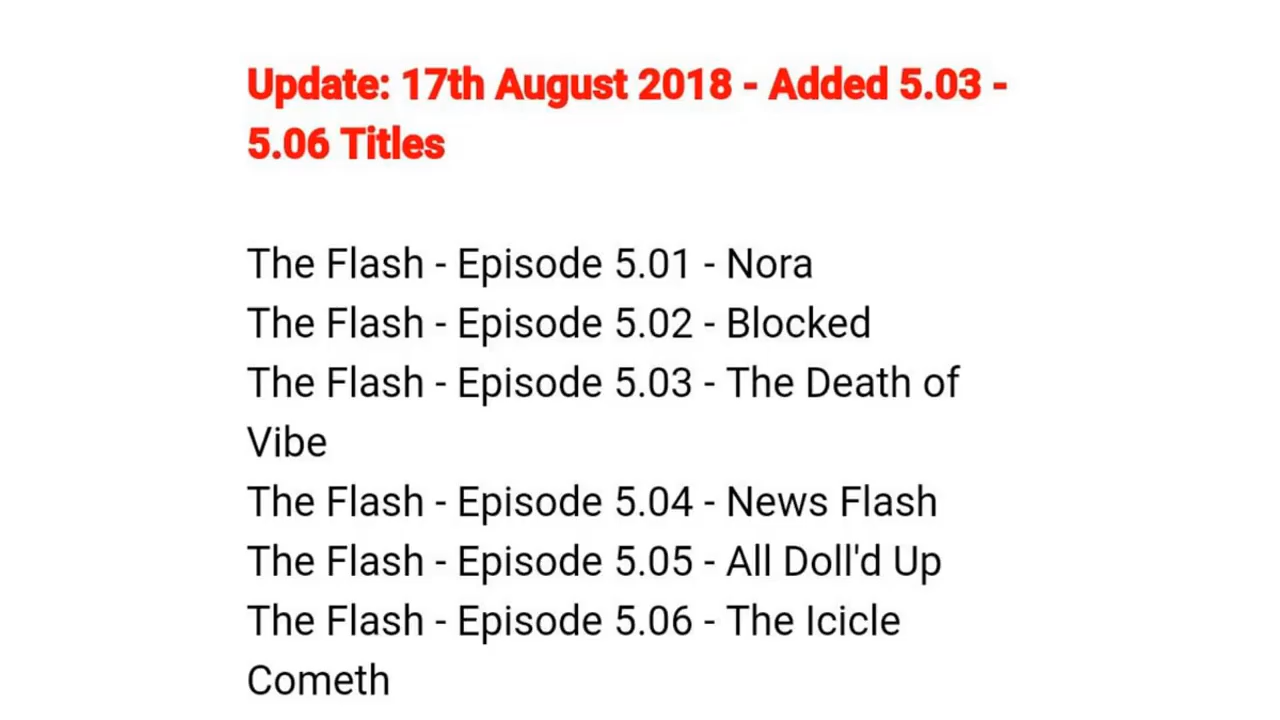 Update: 17th August 2018 - Added 5.03 -
5.06 Titles
The Flash - Episode 5.01 - Nora
The Flash - Episode 5.02 - Blocked
The Flash - Episode 5.03 - The Death of
Vibe
The Flash - Episode 5.04 - News Flash
The Flash - Episode 5.05 - All Doll'd Up
The Flash - Episode 5.06 - The Icicle
Cometh